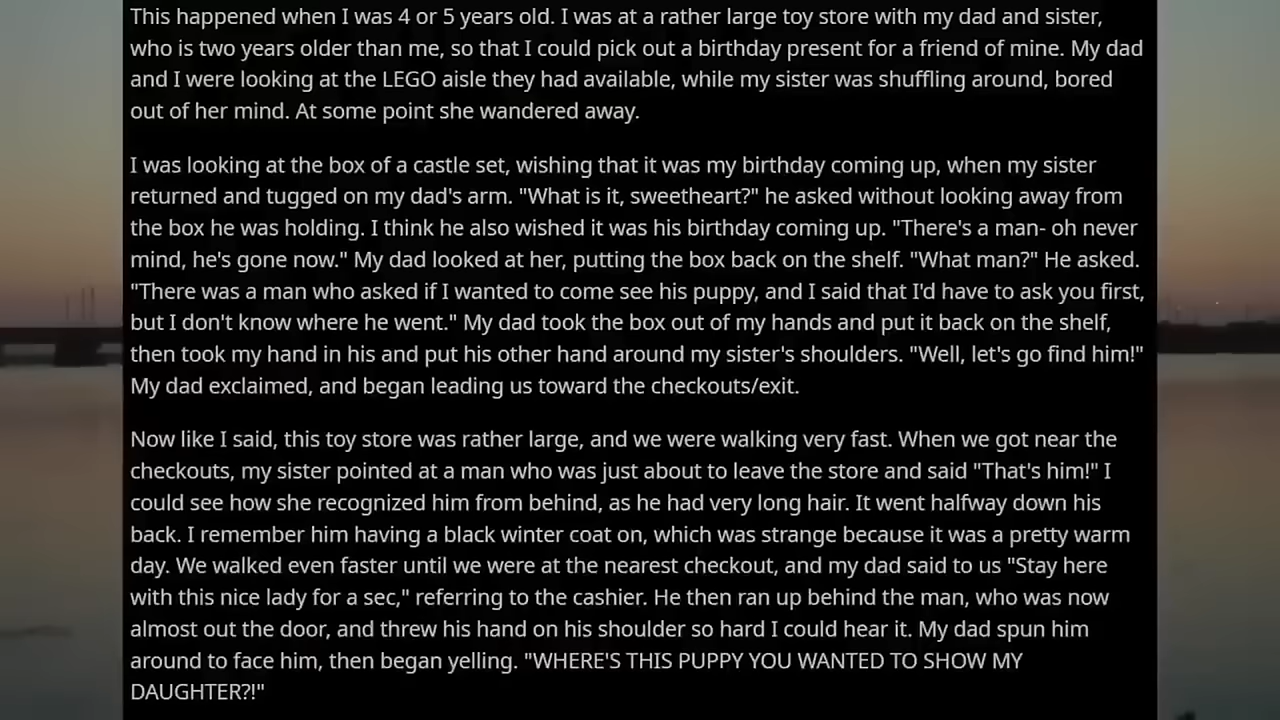 This happened when I was 4 or 5 years old. I was at a rather large toy store with my dad and sister,
who is two years older than me, so that I could pick out a birthday present for a friend of mine. My dad
and I were looking at the LEGO aisle they had available, while my sister was shuffling around, bored
out of her mind. At some point she wandered away.
I was looking at the box of a castle set, wishing that it was my birthday coming up, when my sister
returned and tugged on my dad's arm. "What is it, sweetheart?" he asked without looking away from
the box he was holding. I think he also wished it was his birthday coming up. "There's a man- oh never
mind, he's gone now." My dad looked at her, putting the box back on the shelf. "What man?" He asked.
"There was a man who asked if I wanted to come see his puppy, and I said that I'd have to ask you first,
but I don't know where he went." My dad took the box out of my hands and put it back on the shelf,
then took my hand in his and put his other hand around my sister's shoulders. "Well, let's go find him!"
My dad exclaimed, and began leading us toward the checkouts/exit.
Now like I said, this toy store was rather large, and we were walking very fast. When we got near the
checkouts, my sister pointed at a man who was just about to leave the store and said "That's him!" I
could see how she recognized him from behind, as he had very long hair. It went halfway down his
back. I remember him having a black winter coat on, which was strange because it was a pretty warm
day. We walked even faster until we were at the nearest checkout, and my dad said to us "Stay here
with this nice lady for a sec," referring to the cashier. He then ran up behind the man, who was now
almost out the door, and threw his hand on his shoulder so hard I could hear it. My dad spun him
around to face him, then began yelling. "WHERE'S THIS PUPPY YOU WANTED TO SHOW MY
DAUGHTER?!"